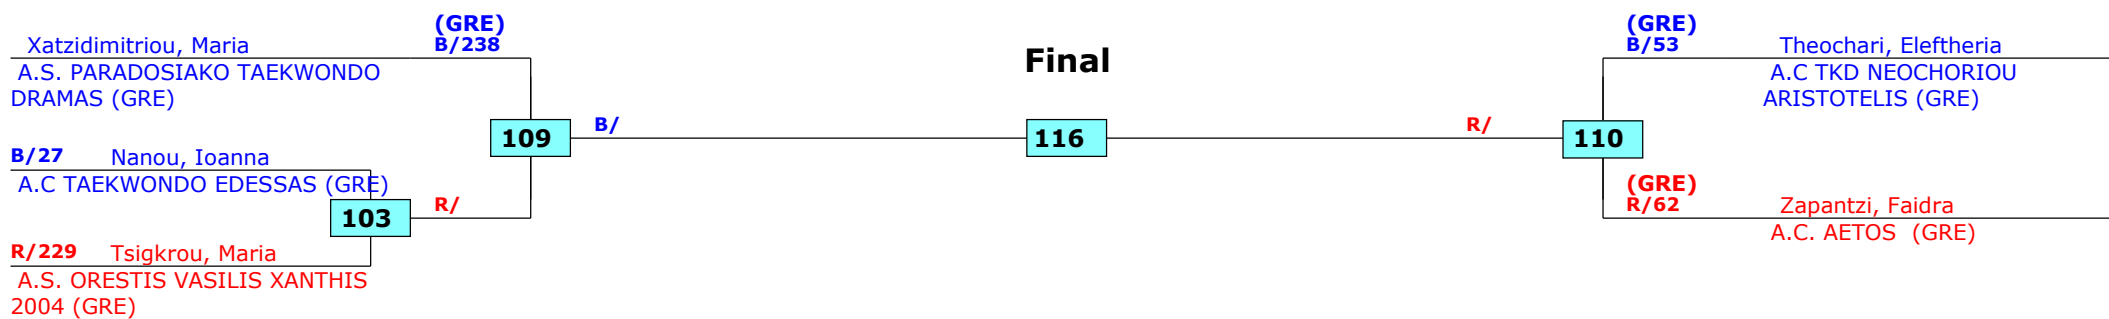 (GRE)
Xatzidimitriou, Maria B/238
A.S. PARADOSIAKO TAEKWONDO
DRAMAS (GRE)
109
B/
B/27 Nanou, Ioanna
A.C TAEKWONDO EDESSAS (GRE)
103
R/
R/229 Tsigkrou, Maria
A.S. ORESTIS VASILIS XANTHIS
2004 (GRE)
Final
116
(GRE)
B/53 Theochari, Eleftheria
A.C TKD NEOCHORIOU
ARISTOTELIS (GRE)
R/
110
(GRE)
R/62 Zapantzi, Faidra
A.C. AETOS (GRE)